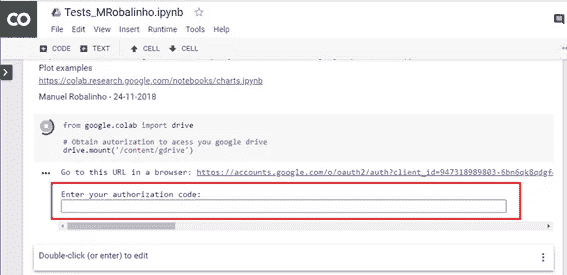 CO
Tests_MRobalinho.ipynb
File Edit View Insert Runtime Tools Help
CODE TEXT CELL CELL
Plot examples
https://colab.research.google.com/notebooks/charts.ipynb
Manuel Robalinho - 24-11-2018
from google.colab import drive
# Obtain autorization to acess you google drive
drive.mount('/content/gdrive')
Go to this URL in a browser: https://accounts.google.com/o/oauth2/auth?client_id=947318989803-6bn6qk8qdgf
Enter your authorization code:
Double-click (or enter) to edit